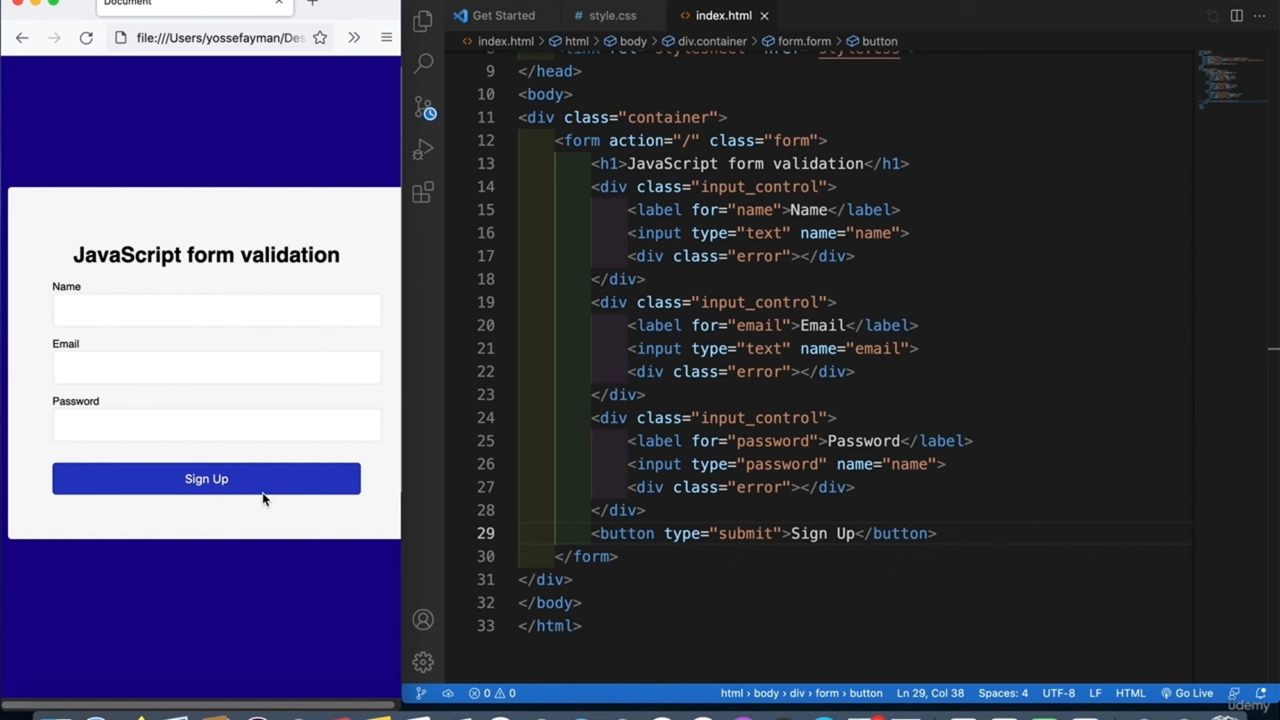 Document
file:///Users/yossefayman/Des
JavaScript form validation
Name
Email
Password
Sign Up
Get Started
# style.css
index.html
index.html > html > body > div.container > form.form > button
9 </head>
10 <body>
11 <div class="container">
12 <form action="/" class="form">
13 <h1>JavaScript form validation</h1>
14 <div class="input_control">
15 <label for="name">Name</label>
16 <input type="text" name="name">
17 <div class="error"></div>
18 </div>
19 <div class="input_control">
20 <label for="email">Email</label>
21 <input type="text" name="email">
22 <div class="error"></div>
23 </div>
24 <div class="input_control">
25 <label for="password">Password</label>
26 <input type="password" name="name">
27 <div class="error"></div>
28 </div>
29 <button type="submit">Sign Up</button>
30 </form>
31 </div>
32 </body>
33 </html>
0 0
html > body > div > form > button
Ln 29, Col 38
Spaces: 4
UTF-8
LF
HTML
Go Live
udemy